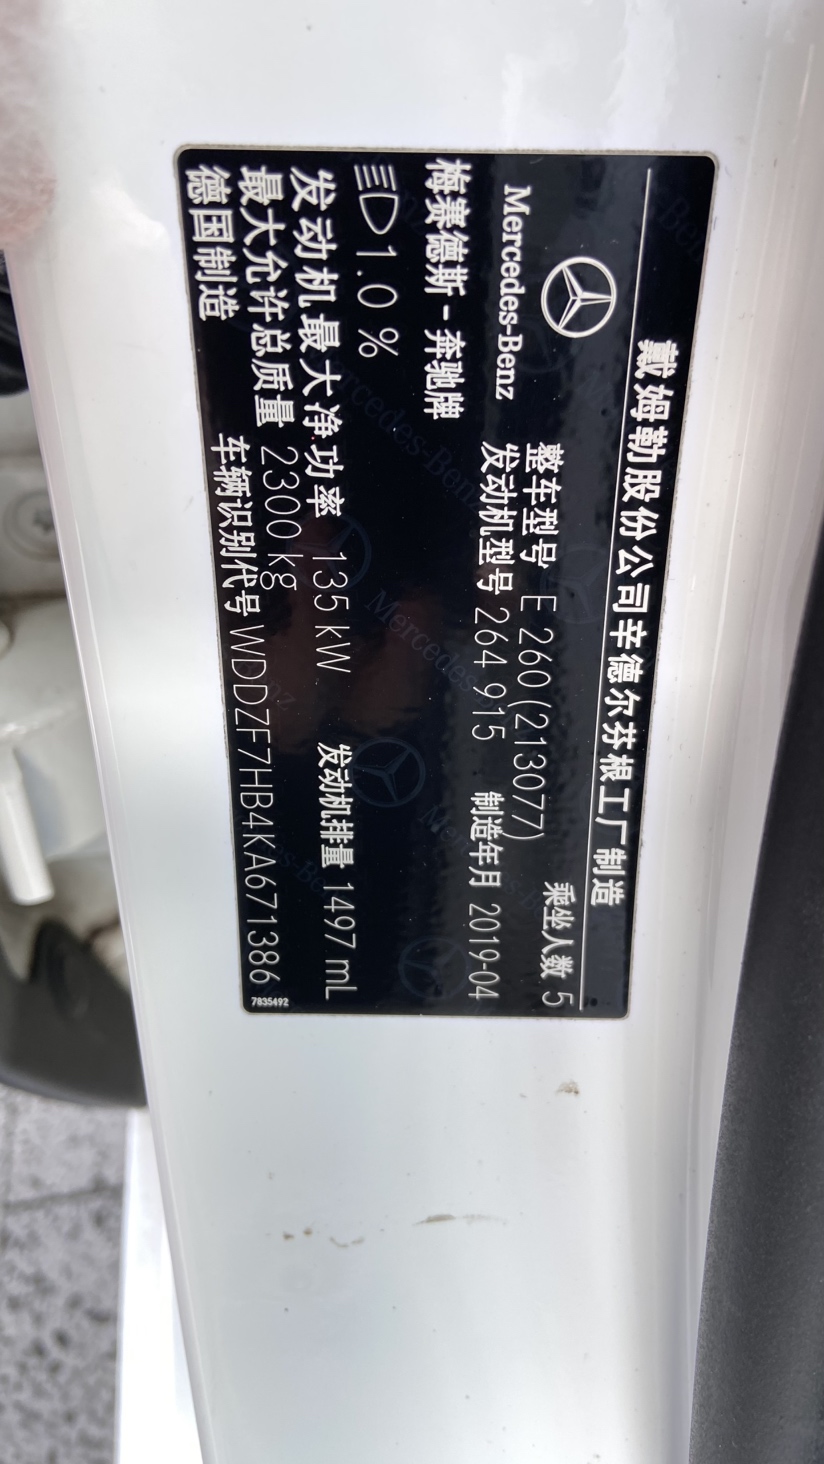 戴姆勒股份公司辛德尔芬根工厂制造
Mercedes-Benz
梅赛德斯-奔驰牌
整车型号 E 260 (213077)
乘坐人数 5
发动机型号 264 915
制造年月 2019-04
1.0 %
发动机最大净功率 135 kW
发动机排量 1497 mL
最大允许总质量 2300 kg
德国制造
车辆识别代号 WDDZF7HB4KA671386
7835492